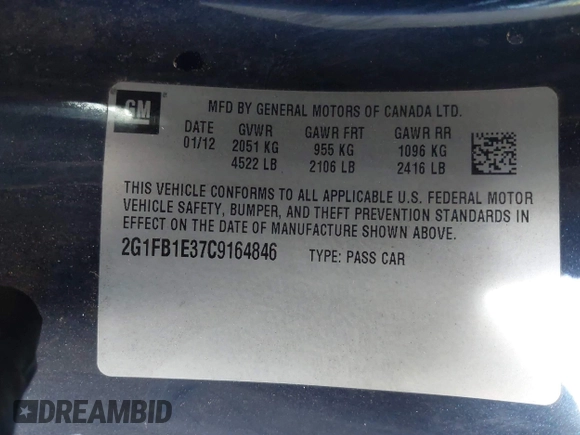 GM
MFD BY GENERAL MOTORS OF CANADA LTD.
DATE GVWR GAWR FRT GAWR RR
01/12 2051 KG 955 KG 1096 KG
4522 LB 2106 LB 2416 LB
THIS VEHICLE CONFORMS TO ALL APPLICABLE U.S. FEDERAL MOTOR
VEHICLE SAFETY, BUMPER, AND THEFT PREVENTION STANDARDS IN
EFFECT ON THE DATE OF MANUFACTURE SHOWN ABOVE.
2G1FB1E37C9164846 TYPE: PASS CAR
DREAMBID